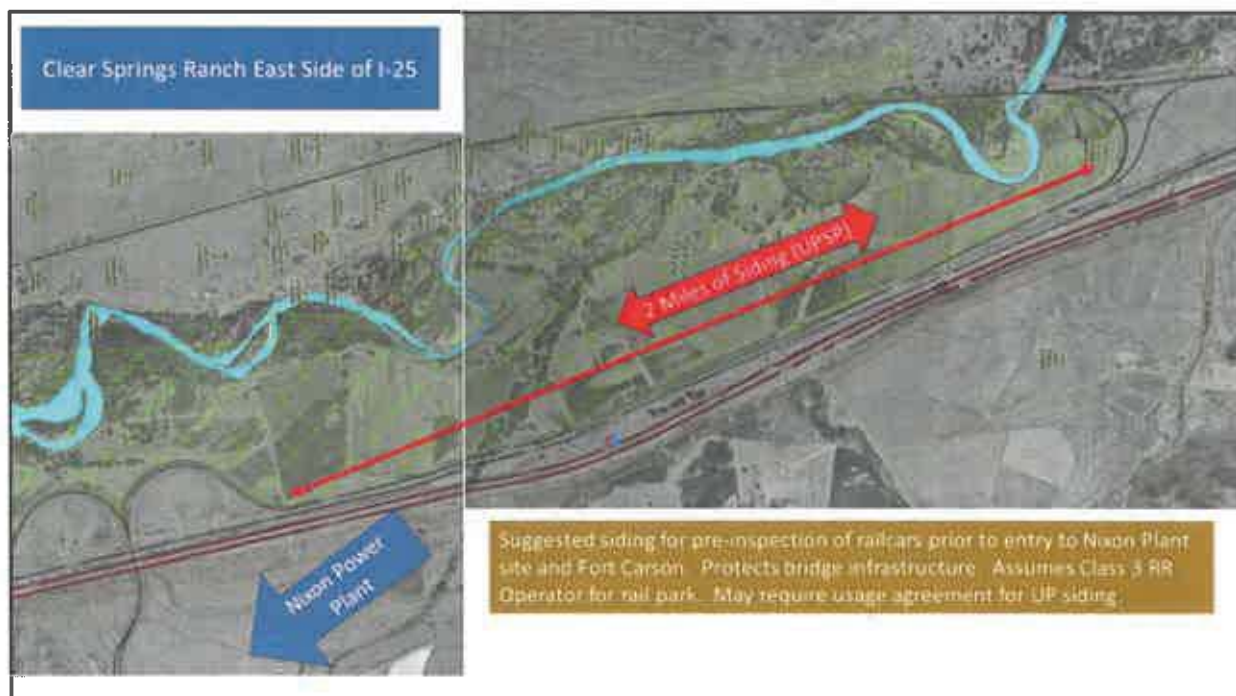 Clear Springs Ranch East Side of I-25
2 Miles of Siding [UPSP]
Nixon Power
Plant
Suggested siding for pre-inspection of railcars prior to entry to Nixon Plant
site and Fort Carson Protects bridge infrastructure Assumes Class 3 RR
Operator for rail park May require usage agreement for UP siding